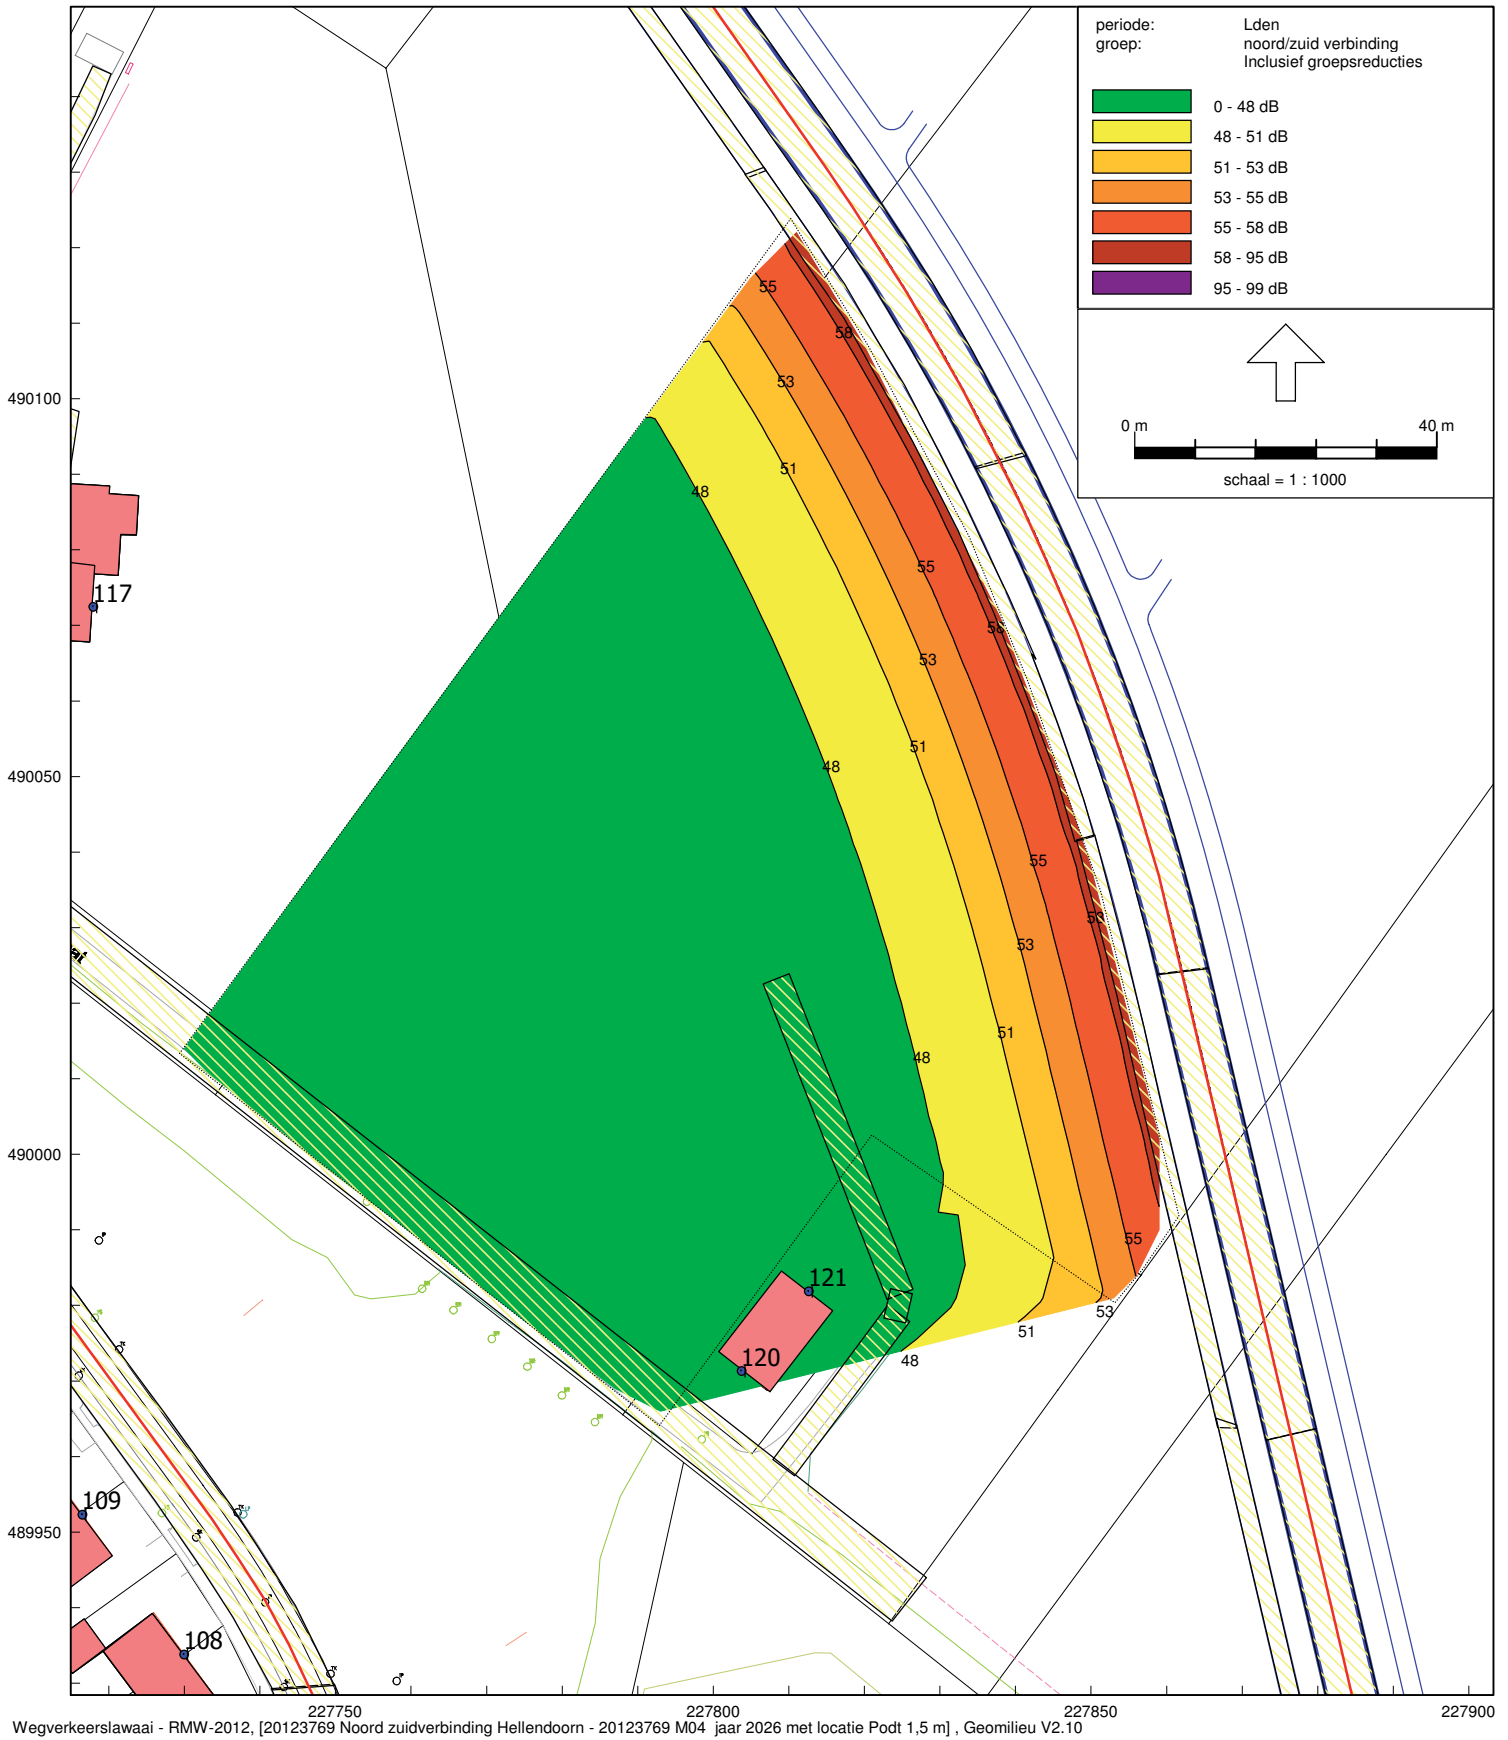 periode: Lden
groep: noord/zuid verbinding
Inclusief groepsreducties
0 - 48 dB
48 - 51 dB
51 - 53 dB
53 - 55 dB
55 - 58 dB
58 - 95 dB
95 - 99 dB
0 m 40 m
schaal = 1 : 1000
55
58
53
490100
51
48
55
117
58
53
51
48
490050
55
58
53
51
48
490000
55
121
53
51
120
48
109
489950
108
227750 227800 227850 227900
Wegverkeerslawaai - RMW-2012, [20123769 Noord zuidverbinding Hellendoorn - 20123769 M04 jaar 2026 met locatie Podt 1,5 m] , Geomilieu V2.10